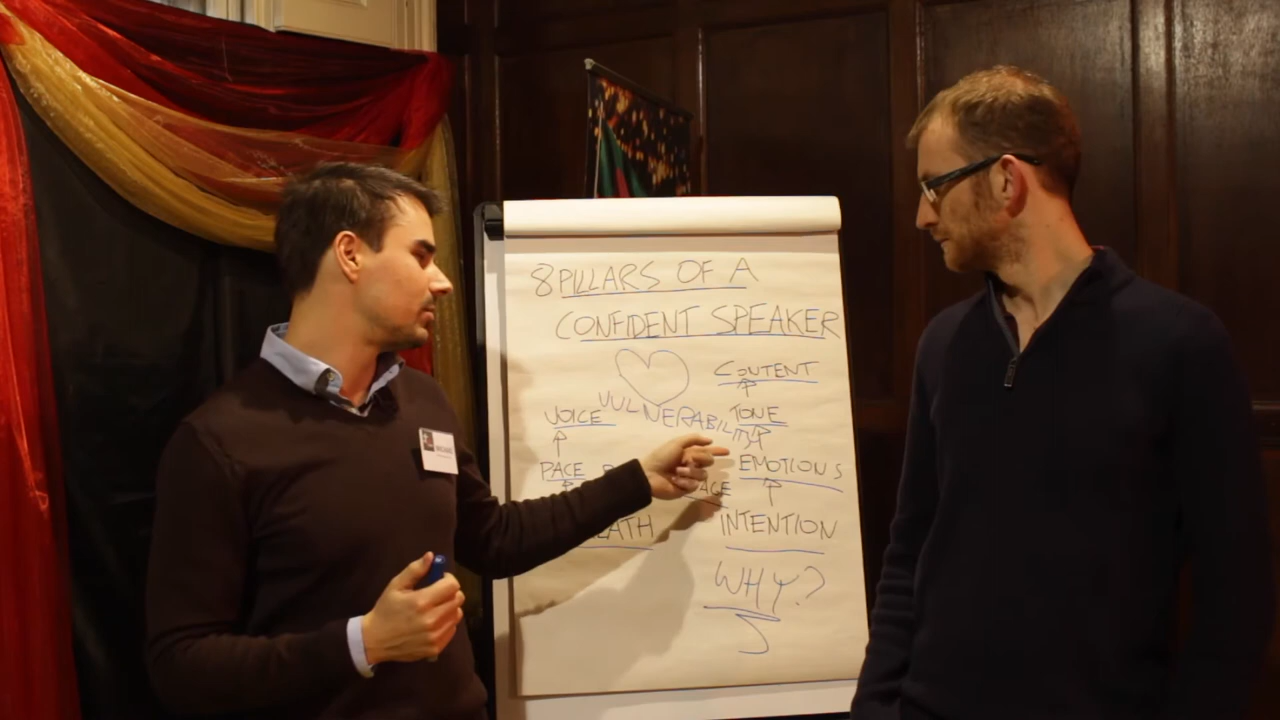 8 PILLARS OF A
CONFIDENT SPEAKER
CONTENT
VOICE VULNERABILITY TONE
PACE EMOTIONS
INTENTION
WHY?